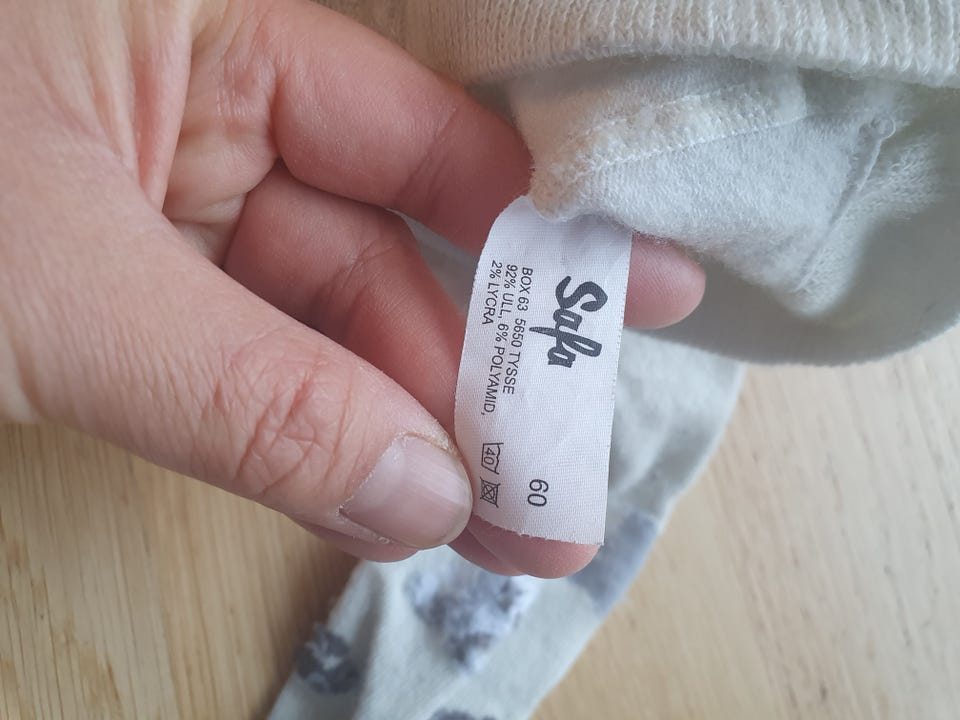 Safa
BOX 63 5650 TYSSE
92% ULL, 6% POLYAMID,
2% LYCRA
40
60